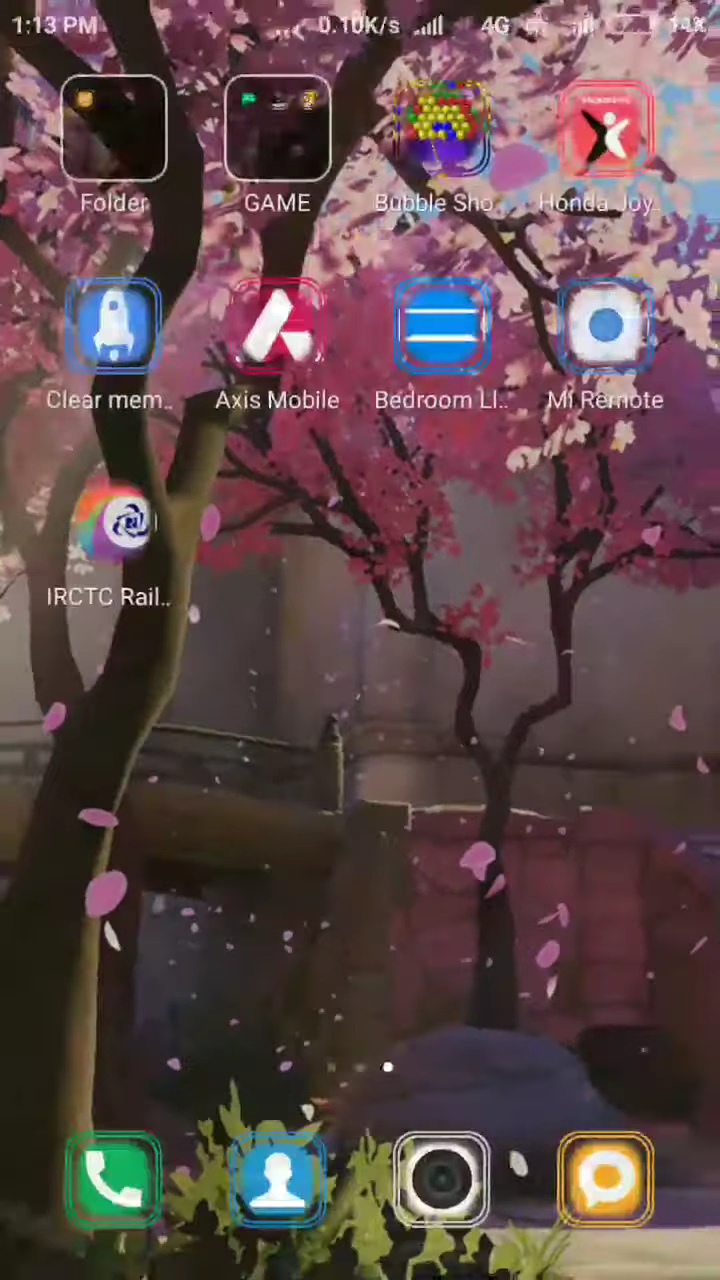 1:13 PM 0.10K/s 4G 14%
Folder GAME Bubble Sho.. Honda Joy..
Clear mem.. Axis Mobile Bedroom LI.. Mi Remote
IRCTC Rail..